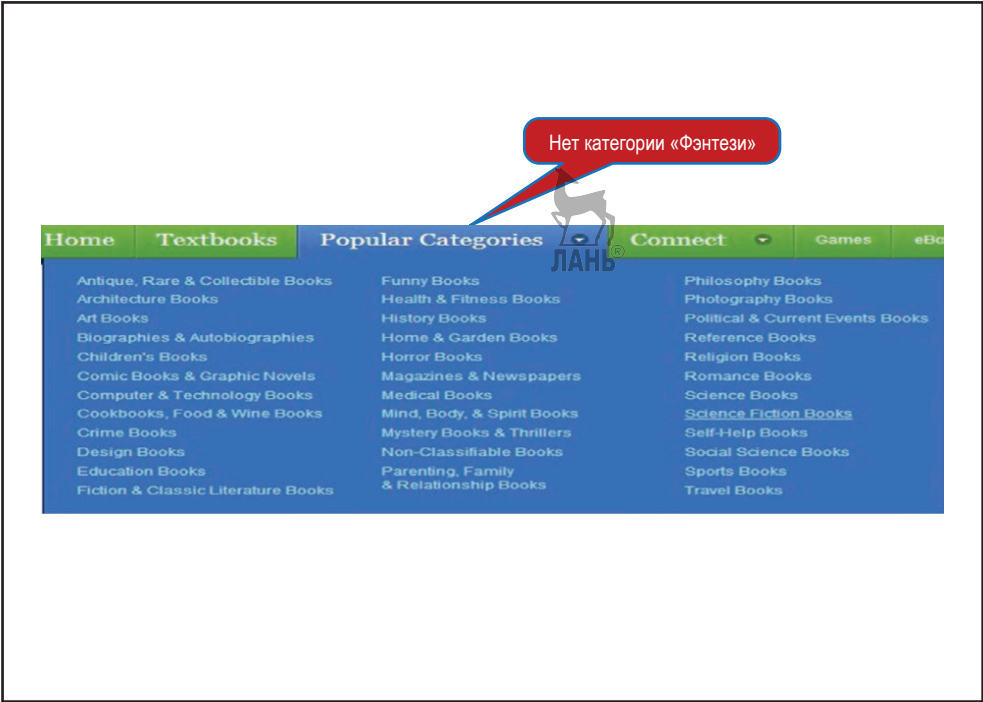 Нет категории «Фэнтези»
ЛАНЬ®
Home Textbooks Popular Categories Connect Games eBo
Antique, Rare & Collectible Books
Architecture Books
Art Books
Biographies & Autobiographies
Children's Books
Comic Books & Graphic Novels
Computer & Technology Books
Cookbooks, Food & Wine Books
Crime Books
Design Books
Education Books
Fiction & Classic Literature Books
Funny Books
Health & Fitness Books
History Books
Home & Garden Books
Horror Books
Magazines & Newspapers
Medical Books
Mind, Body, & Spirit Books
Mystery Books & Thrillers
Non-Classifiable Books
Parenting, Family
& Relationship Books
Philosophy Books
Photography Books
Political & Current Events Books
Reference Books
Religion Books
Romance Books
Science Books
Science Fiction Books
Self-Help Books
Social Science Books
Sports Books
Travel Books